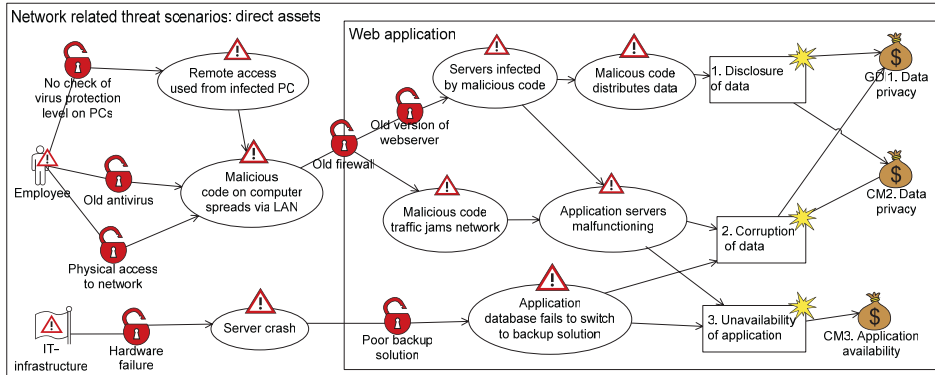 Network related threat scenarios: direct assets
Web application
No check of
virus protection
level on PCs
Remote access
used from infected PC
Servers infected
by malicious code
Malicous code
distributes data
1. Disclosure
of data
$
GD1. Data
privacy
Old version of
webserver
Old firewall
Employee
Old antivirus
Malicious
code on computer
spreads via LAN
Malicious code
traffic jams network
Application servers
malfunctioning
2. Corruption
of data
$
CM2. Data
privacy
Physical access
to network
IT-
infrastructure
Hardware
failure
Server crash
Poor backup
solution
Application
database fails to switch
to backup solution
3. Unavailability
of application
$
CM3. Application
availability